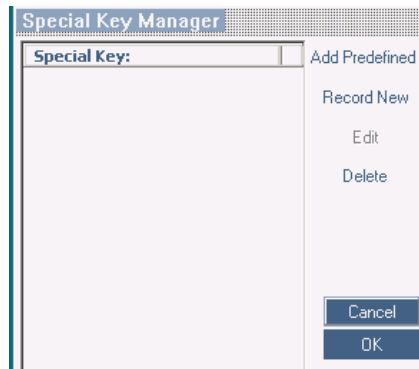 Special Key Manager
Special Key:
Add Predefined
Record New
Edit
Delete
Cancel
OK